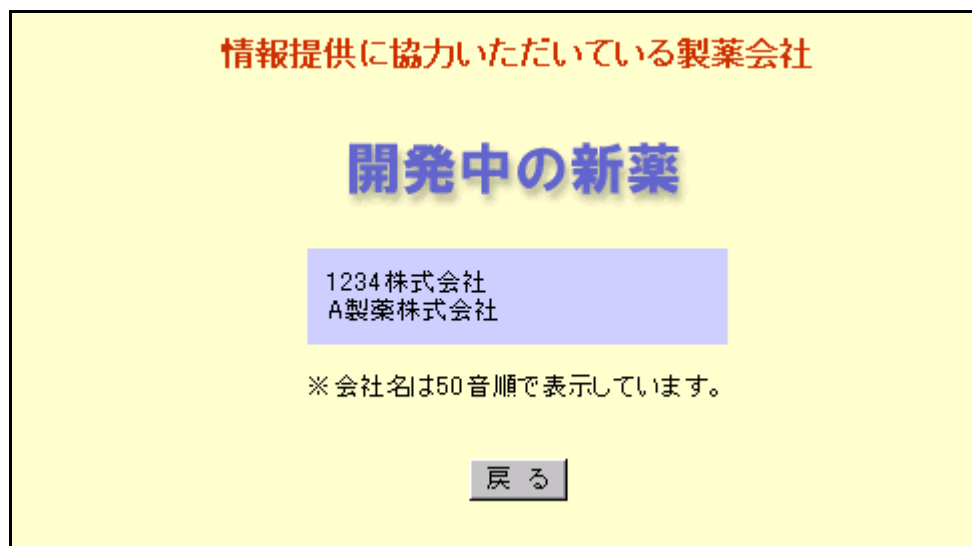 情報提供に協力いただいている製薬会社
開発中の新薬
1234株式会社
A製薬株式会社
※会社名は50音順で表示しています。
戻る